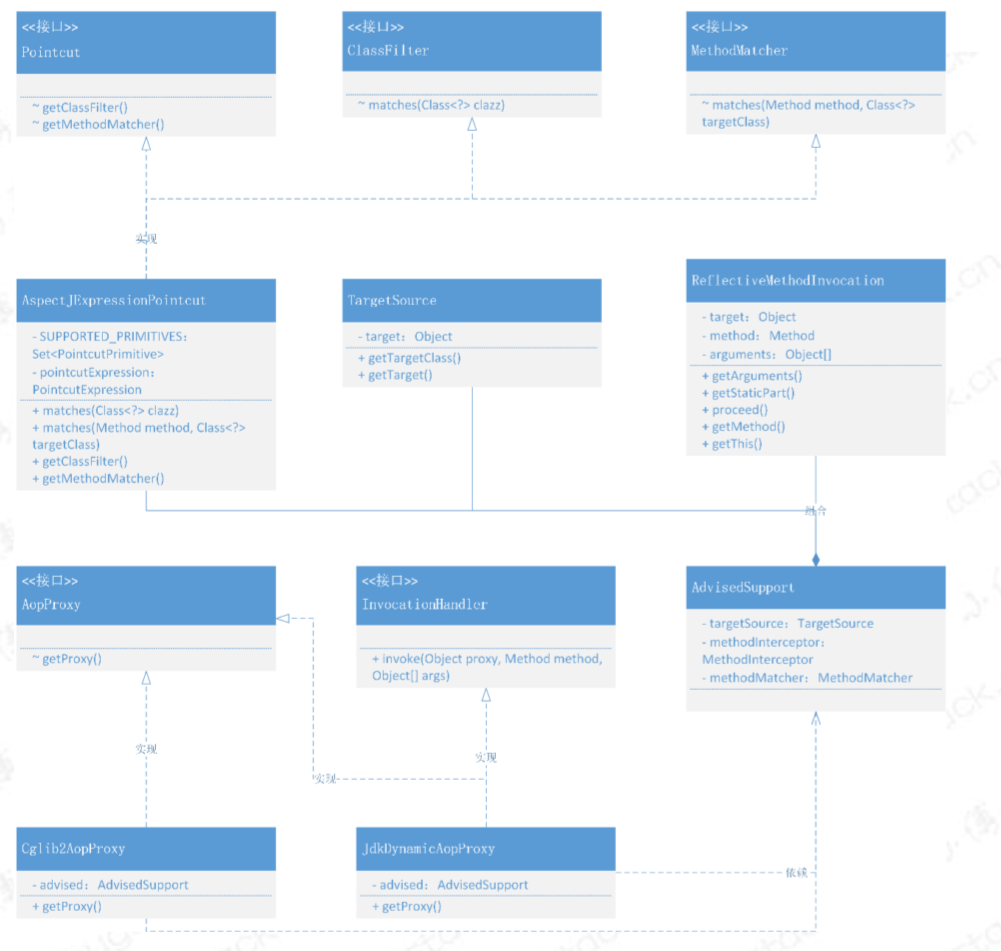 <<接口>>
Pointcut
~ getClassFilter()
~ getMethodMatcher()
<<接口>>
ClassFilter
~ matches(Class<?> clazz)
<<接口>>
MethodMatcher
~ matches(Method method, Class<?>
targetClass)
实现
AspectJExpressionPointcut
- SUPPORTED_PRIMITIVES：
Set<PointcutPrimitive>
- pointcutExpression：
PointcutExpression
+ matches(Class<?> clazz)
+ matches(Method method, Class<?>
targetClass)
+ getClassFilter()
+ getMethodMatcher()
TargetSource
- target：Object
+ getTargetClass()
+ getTarget()
ReflectiveMethodInvocation
- target：Object
- method：Method
- arguments：Object[]
+ getArguments()
+ getStaticPart()
+ proceed()
+ getMethod()
+ getThis()
组合
<<接口>>
AopProxy
~ getProxy()
<<接口>>
InvocationHandler
+ invoke(Object proxy, Method method,
Object[] args)
AdvisedSupport
- targetSource：TargetSource
- methodInterceptor：
MethodInterceptor
- methodMatcher：MethodMatcher
实现
实现
实现
Cglib2AopProxy
- advised：AdvisedSupport
+ getProxy()
JdkDynamicAopProxy
- advised：AdvisedSupport
+ getProxy()
依赖